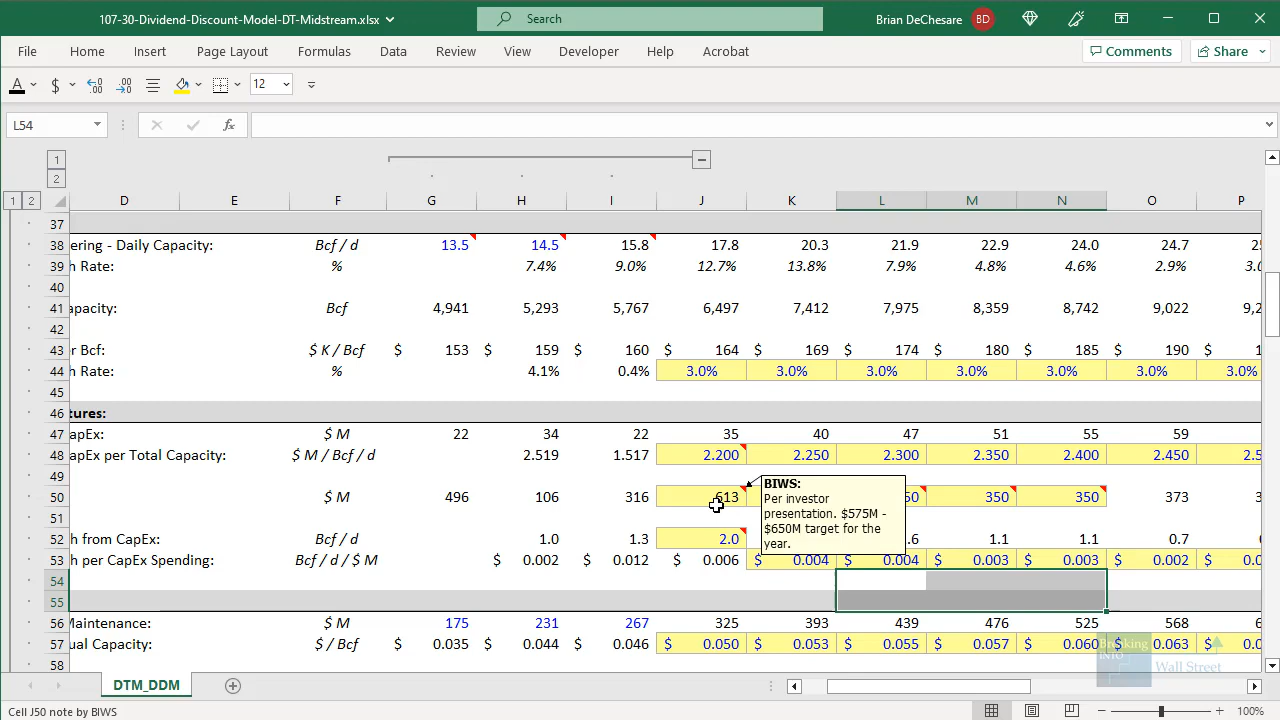 107-30-Dividend-Discount-Model-DT-Midstream.xlsx
Search
Brian DeChesare BD
File Home Insert Page Layout Formulas Data Review View Developer Help Acrobat Comments Share
A $ 12
L54 fx
1
2
1 2 D E F G H I J K L M N O P
37
38 ering - Daily Capacity: Bcf / d 13.5 14.5 15.8 17.8 20.3 21.9 22.9 24.0 24.7 25
39 h Rate: % 7.4% 9.0% 12.7% 13.8% 7.9% 4.8% 4.6% 2.9% 3.0
40
41 apacity: Bcf 4,941 5,293 5,767 6,497 7,412 7,975 8,359 8,742 9,022 9,2
42
43 r Bcf: $ K / Bcf $ 153 $ 159 $ 160 $ 164 $ 169 $ 174 $ 180 $ 185 $ 190 $ 1
44 h Rate: % 4.1% 0.4% 3.0% 3.0% 3.0% 3.0% 3.0% 3.0% 3.0%
45
46 tures:
47 apEx: $ M 22 34 22 35 40 47 51 55 59
48 apEx per Total Capacity: $ M / Bcf / d 2.519 1.517 2.200 2.250 2.300 2.350 2.400 2.450 2.5
49
50 $ M 496 106 316 613 50 350 350 373 3
BIWS:
Per investor
presentation. $575M -
$650M target for the
year.
51
52 h from CapEx: Bcf / d 1.0 1.3 2.0 .6 1.1 1.1 0.7
53 h per CapEx Spending: Bcf / d / $ M $ 0.002 $ 0.012 $ 0.006 $ 0.004 $ 0.004 $ 0.003 $ 0.003 $ 0.002 $ 0.0
54
55
56 Maintenance: $ M 175 231 267 325 393 439 476 525 568 6
57 ual Capacity: $ / Bcf $ 0.035 $ 0.044 $ 0.046 $ 0.050 $ 0.053 $ 0.055 $ 0.057 $ 0.060 $ 0.063 $ 0.0
58
Breaking
INTO
Wall Street
DTM_DDM
Cell J50 note by BIWS 100%